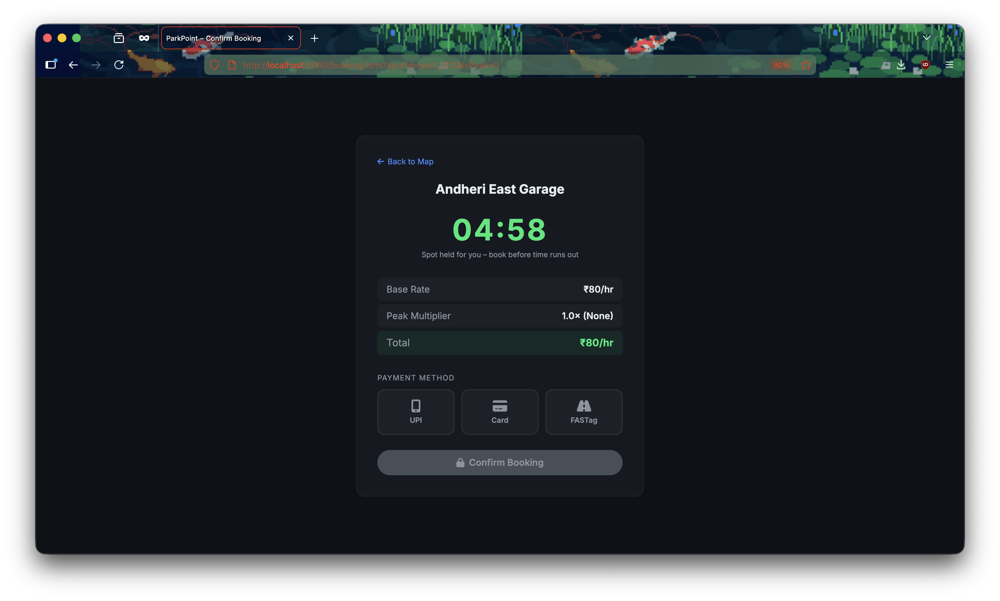 ParkPoint – Confirm Booking
http://localhost:8080/booking.html?spotId=spot_002&isPeak=0
90%
Back to Map
Andheri East Garage
04:58
Spot held for you – book before time runs out
Base Rate ₹80/hr
Peak Multiplier 1.0× (None)
Total ₹80/hr
PAYMENT METHOD
UPI Card FASTag
Confirm Booking